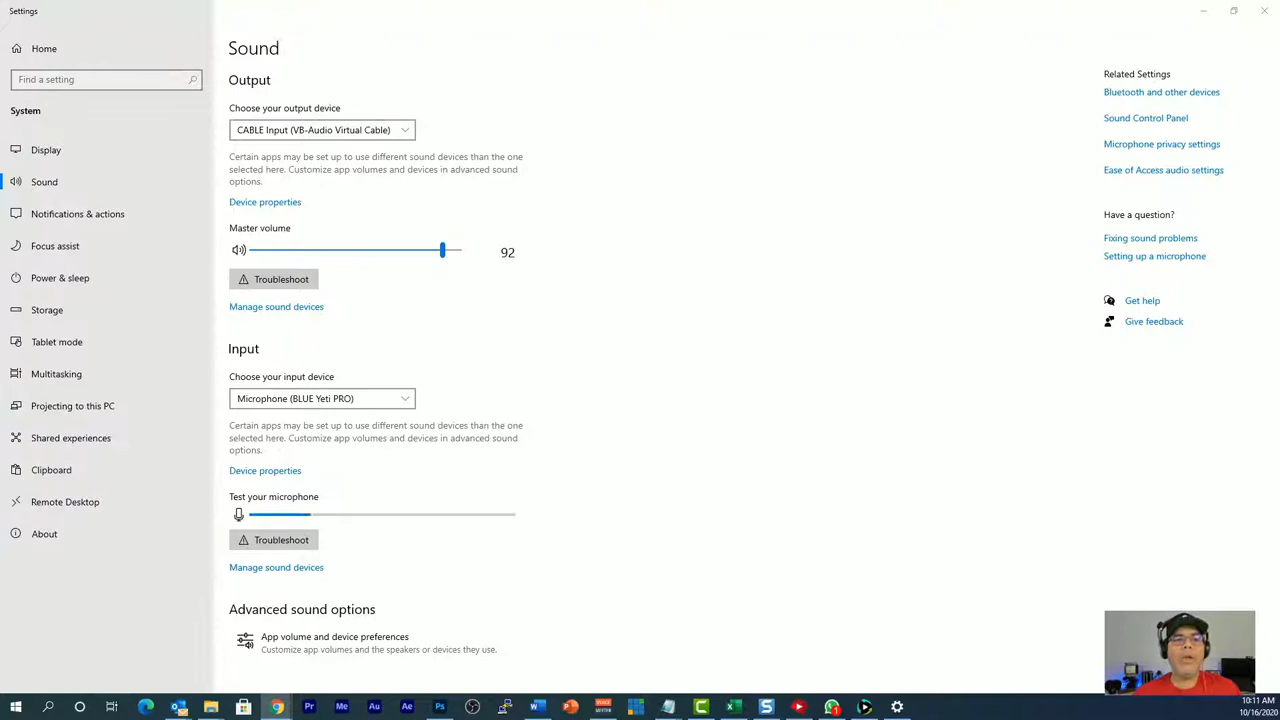 Settings
Home
Find a setting
System
Display
Sound
Notifications & actions
Focus assist
Power & sleep
Storage
Tablet mode
Multitasking
Projecting to this PC
Shared experiences
Clipboard
Remote Desktop
About
Sound
Output
Choose your output device
CABLE Input (VB-Audio Virtual Cable)
Certain apps may be set up to use different sound devices than the one
selected here. Customize app volumes and devices in advanced sound
options.
Device properties
Master volume
92
Troubleshoot
Manage sound devices
Input
Choose your input device
Microphone (BLUE Yeti PRO)
Certain apps may be set up to use different sound devices than the one
selected here. Customize app volumes and devices in advanced sound
options.
Device properties
Test your microphone
Troubleshoot
Manage sound devices
Advanced sound options
App volume and device preferences
Customize app volumes and the speakers or devices they use.
Related Settings
Bluetooth and other devices
Sound Control Panel
Microphone privacy settings
Ease of Access audio settings
Have a question?
Fixing sound problems
Setting up a microphone
Get help
Give feedback
Pr
Me
Au
Ae
Ps
1
10:11 AM
10/16/2020